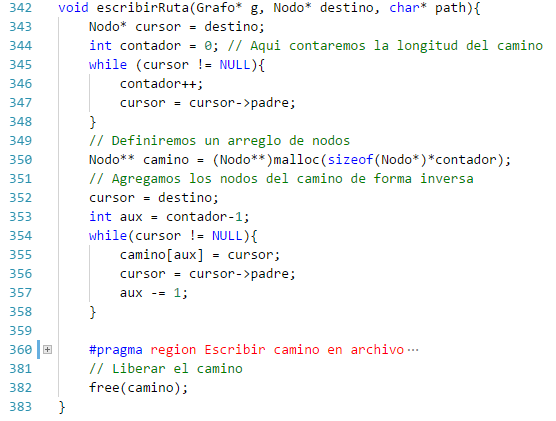 342 void escribirRuta(Grafo* g, Nodo* destino, char* path){
343     Nodo* cursor = destino;
344     int contador = 0; // Aqui contaremos la longitud del camino
345     while (cursor != NULL){
346         contador++;
347         cursor = cursor->padre;
348     }
349     // Definiremos un arreglo de nodos
350     Nodo** camino = (Nodo**)malloc(sizeof(Nodo*)*contador);
351     // Agregamos los nodos del camino de forma inversa
352     cursor = destino;
353     int aux = contador-1;
354     while(cursor != NULL){
355         camino[aux] = cursor;
356         cursor = cursor->padre;
357         aux -= 1;
358     }
359
360     #pragma region Escribir camino en archivo···
381     // Liberar el camino
382     free(camino);
383 }